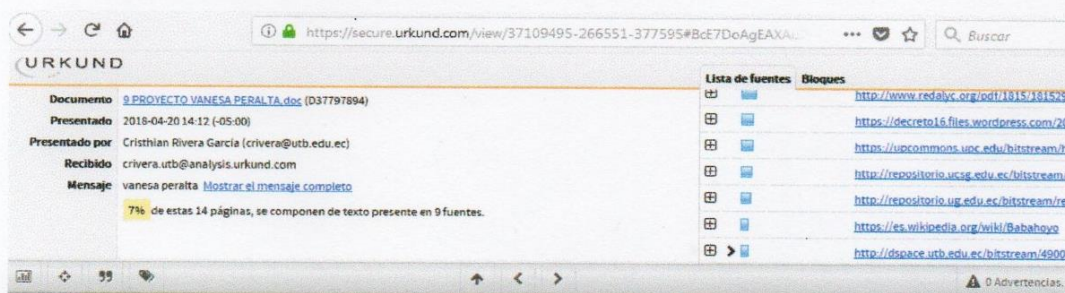 https://secure.urkund.com/view/37109495-266551-377595#BcE7DoAgEAXA
Buscar
URKUND
Documento 9 PROYECTO VANESA PERALTA.doc (D37797894)
Presentado 2018-04-20 14:12 (-05:00)
Presentado por Cristhian Rivera García (crivera@utb.edu.ec)
Recibido crivera.utb@analysis.urkund.com
Mensaje vanesa peralta Mostrar el mensaje completo
7% de estas 14 páginas, se componen de texto presente en 9 fuentes.
Lista de fuentes Bloques
http://www.redalyc.org/pdf/1815/181529
https://decreto16.files.wordpress.com/20
https://upcommons.upc.edu/bitstream/h
http://repositorio.ucsg.edu.ec/bitstream
http://repositorio.ug.edu.ec/bitstream/re
https://es.wikipedia.org/wiki/Babahoyo
http://dspace.utb.edu.ec/bitstream/4900
0 Advertencias.